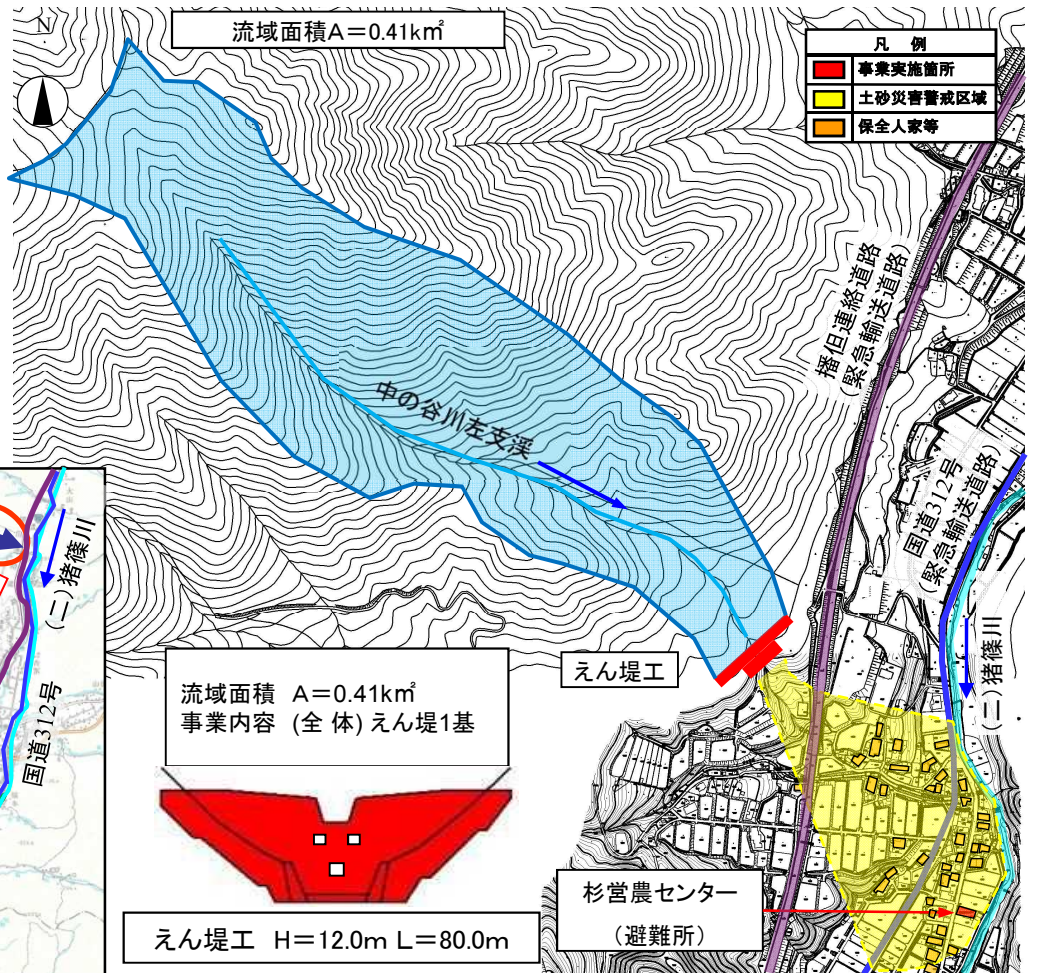 N
流域面積A=0.41k㎡
凡 例
事業実施箇所
土砂災害警戒区域
保全人家等
播但連絡道路
(緊急輸送道路)
中の谷川左支渓
国道312号
(緊急輸送道路)
(二)猪篠川
(二)猪篠川
国道312号
えん堤工
流域面積 A=0.41k㎡
事業内容 (全 体) えん堤1基
えん堤工 H=12.0m L=80.0m
杉営農センター
(避難所)